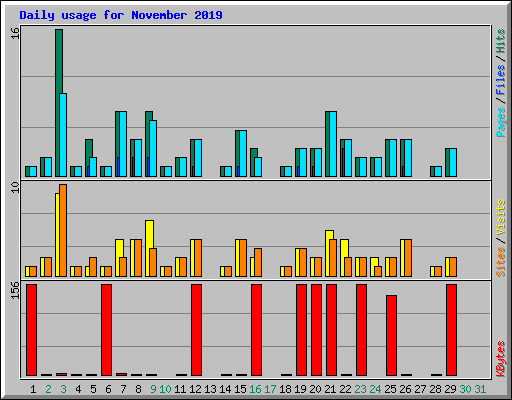 Daily usage for November 2019
16
Pages / Files / Hits
10
Sites / Visits
156
KBytes
1 2 3 4 5 6 7 8 9 10 11 12 13 14 15 16 17 18 19 20 21 22 23 24 25 26 27 28 29 30 31